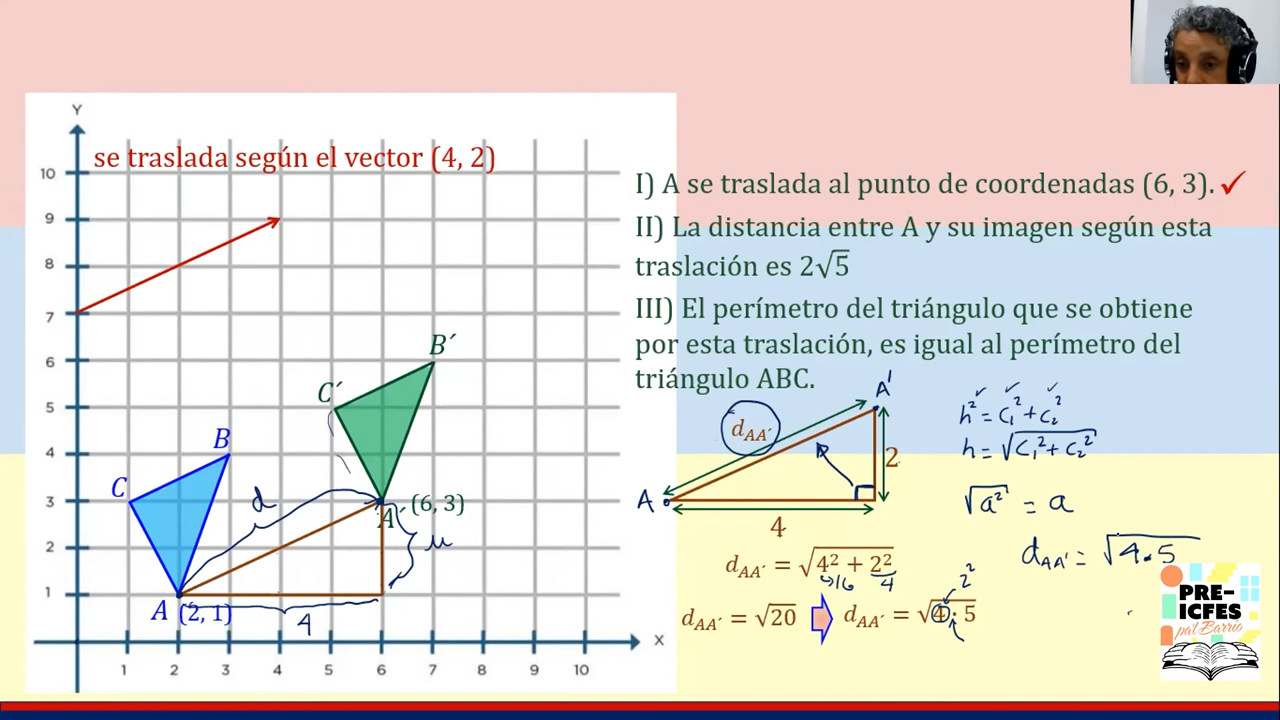 Y
se traslada según el vector (4, 2)
10
9
8
7
6
5
4
3
2
1
1 2 3 4 5 6 7 8 9 10
X
A (2, 1)
B
C
A´ (6, 3)
B´
C´
d
4
I) A se traslada al punto de coordenadas (6, 3). ✓
II) La distancia entre A y su imagen según esta
traslación es 2√5
III) El perímetro del triángulo que se obtiene
por esta traslación, es igual al perímetro del
triángulo ABC.
A'
d_AA´
2
A
4
h² = c₁² + c₂²
h = √(c₁² + c₂²)
√a² = a
d_AA´ = √(4² + 2²)
16
4
2²
d_AA´ = √20
d_AA´ = √(4 · 5)
d_AA' = √(4 · 5)
PRE-
ICFES
pal Barrio